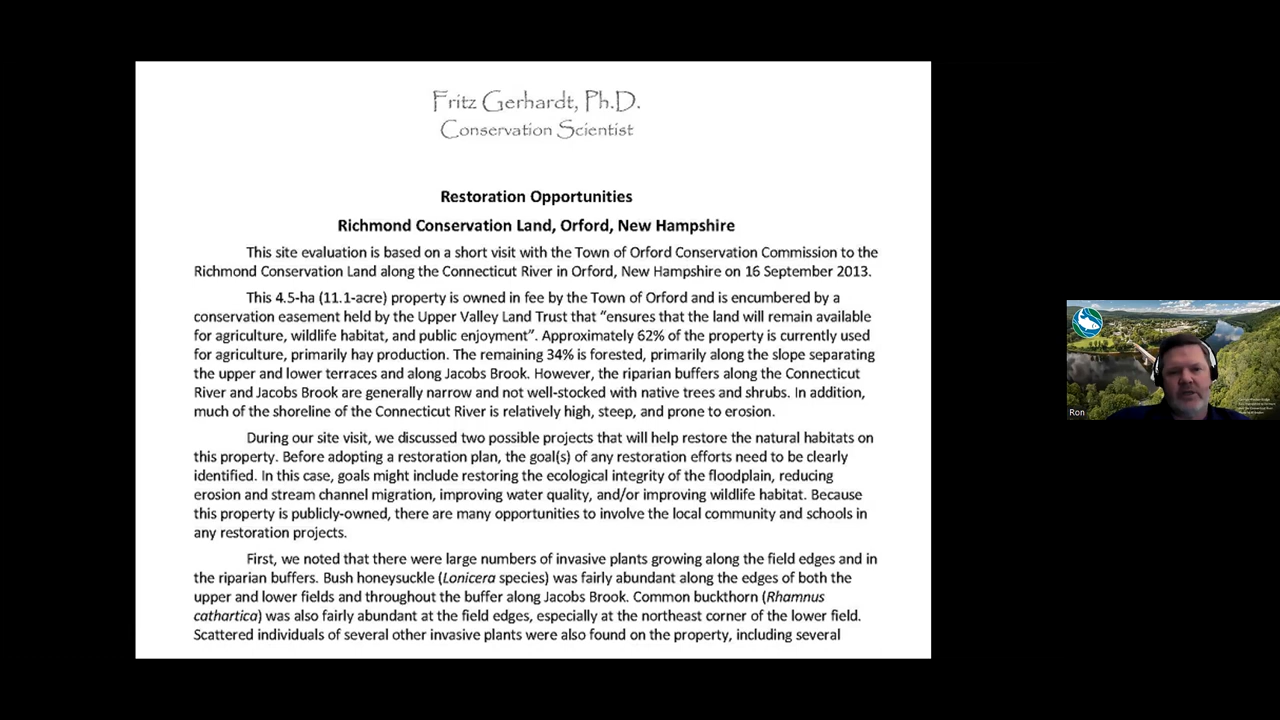 Fritz Gerhardt, Ph.D.
Conservation Scientist
Restoration Opportunities
Richmond Conservation Land, Orford, New Hampshire
This site evaluation is based on a short visit with the Town of Orford Conservation Commission to the
Richmond Conservation Land along the Connecticut River in Orford, New Hampshire on 16 September 2013.
This 4.5-ha (11.1-acre) property is owned in fee by the Town of Orford and is encumbered by a
conservation easement held by the Upper Valley Land Trust that "ensures that the land will remain available
for agriculture, wildlife habitat, and public enjoyment". Approximately 62% of the property is currently used
for agriculture, primarily hay production. The remaining 34% is forested, primarily along the slope separating
the upper and lower terraces and along Jacobs Brook. However, the riparian buffers along the Connecticut
River and Jacobs Brook are generally narrow and not well-stocked with native trees and shrubs. In addition,
much of the shoreline of the Connecticut River is relatively high, steep, and prone to erosion.
During our site visit, we discussed two possible projects that will help restore the natural habitats on
this property. Before adopting a restoration plan, the goal(s) of any restoration efforts need to be clearly
identified. In this case, goals might include restoring the ecological integrity of the floodplain, reducing
erosion and stream channel migration, improving water quality, and/or improving wildlife habitat. Because
this property is publicly-owned, there are many opportunities to involve the local community and schools in
any restoration projects.
First, we noted that there were large numbers of invasive plants growing along the field edges and in
the riparian buffers. Bush honeysuckle (Lonicera species) was fairly abundant along the edges of both the
upper and lower fields and throughout the buffer along Jacobs Brook. Common buckthorn (Rhamnus
cathartica) was also fairly abundant at the field edges, especially at the northeast corner of the lower field.
Scattered individuals of several other invasive plants were also found on the property, including several
Ron